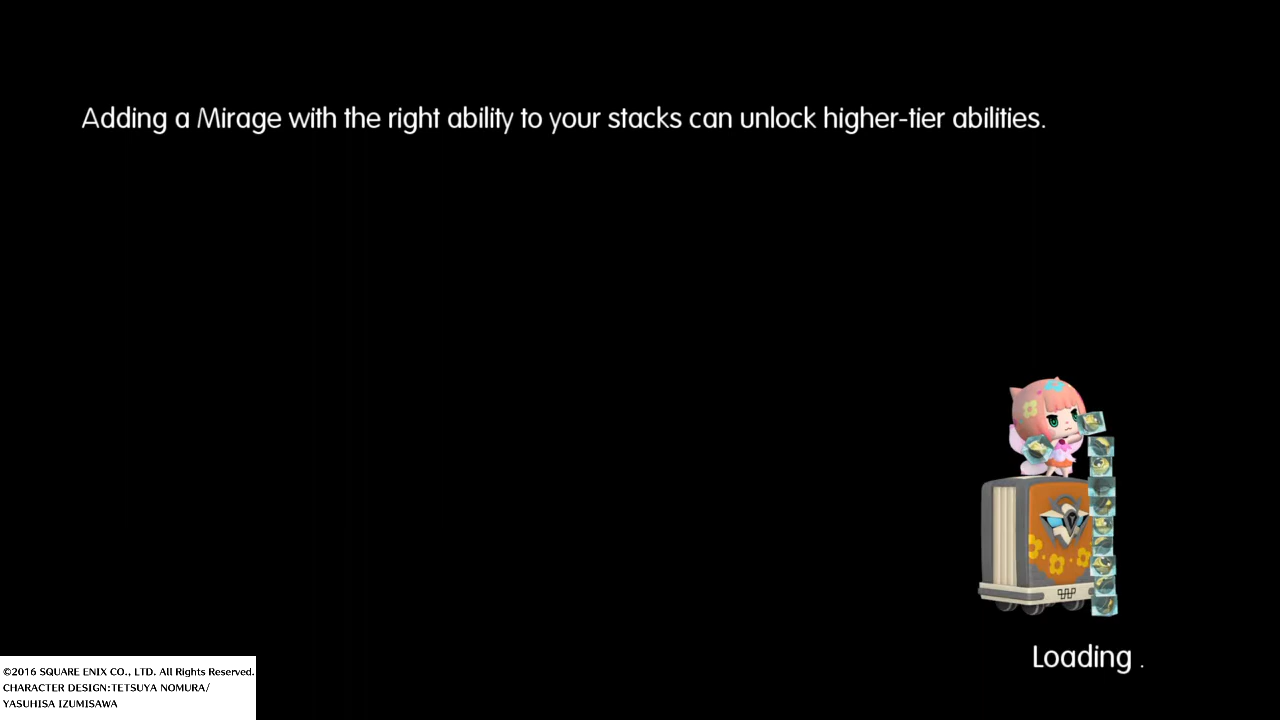 Adding a Mirage with the right ability to your stacks can unlock higher-tier abilities.
Loading .
©2016 SQUARE ENIX CO., LTD. All Rights Reserved.
CHARACTER DESIGN:TETSUYA NOMURA/
YASUHISA IZUMISAWA